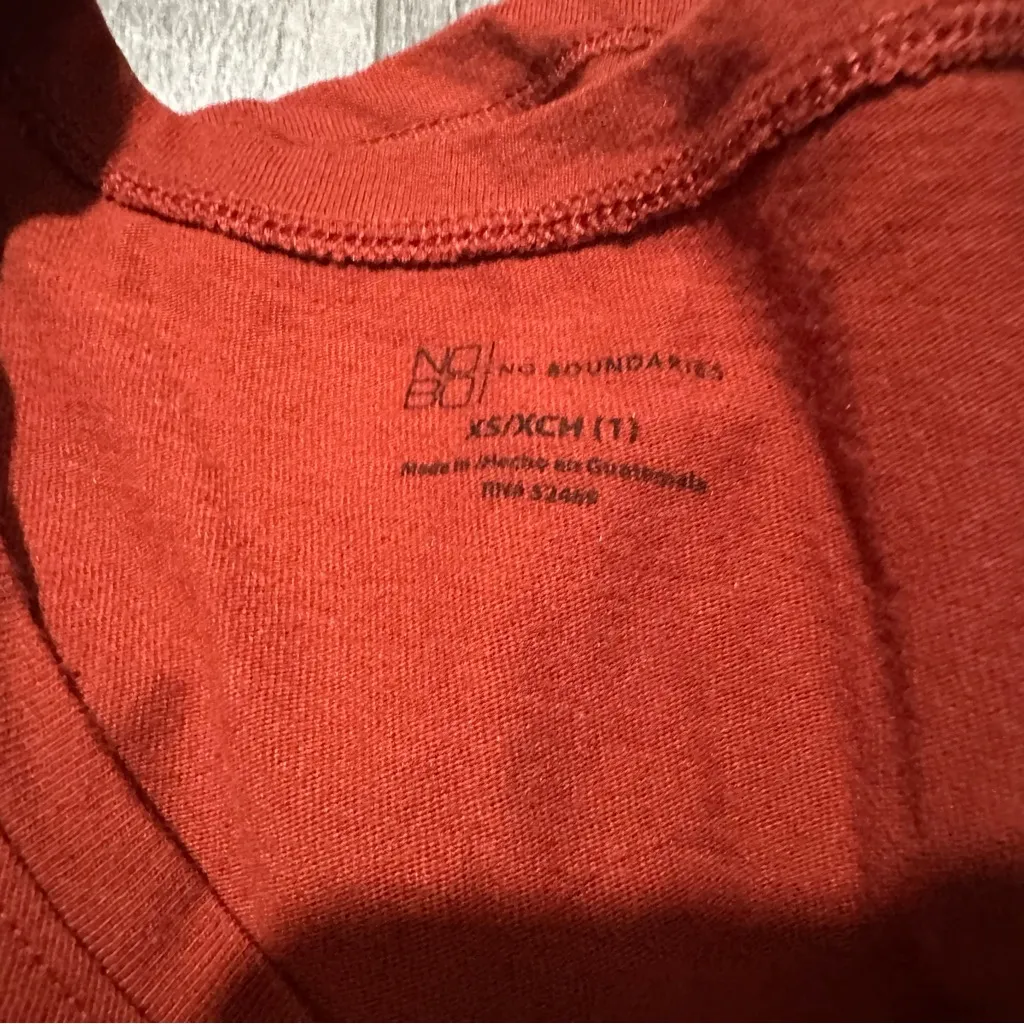 NO BO NO BOUNDARIES
XS/XCH (1)
Made in /Hecho en Guatemala
RN# 52469